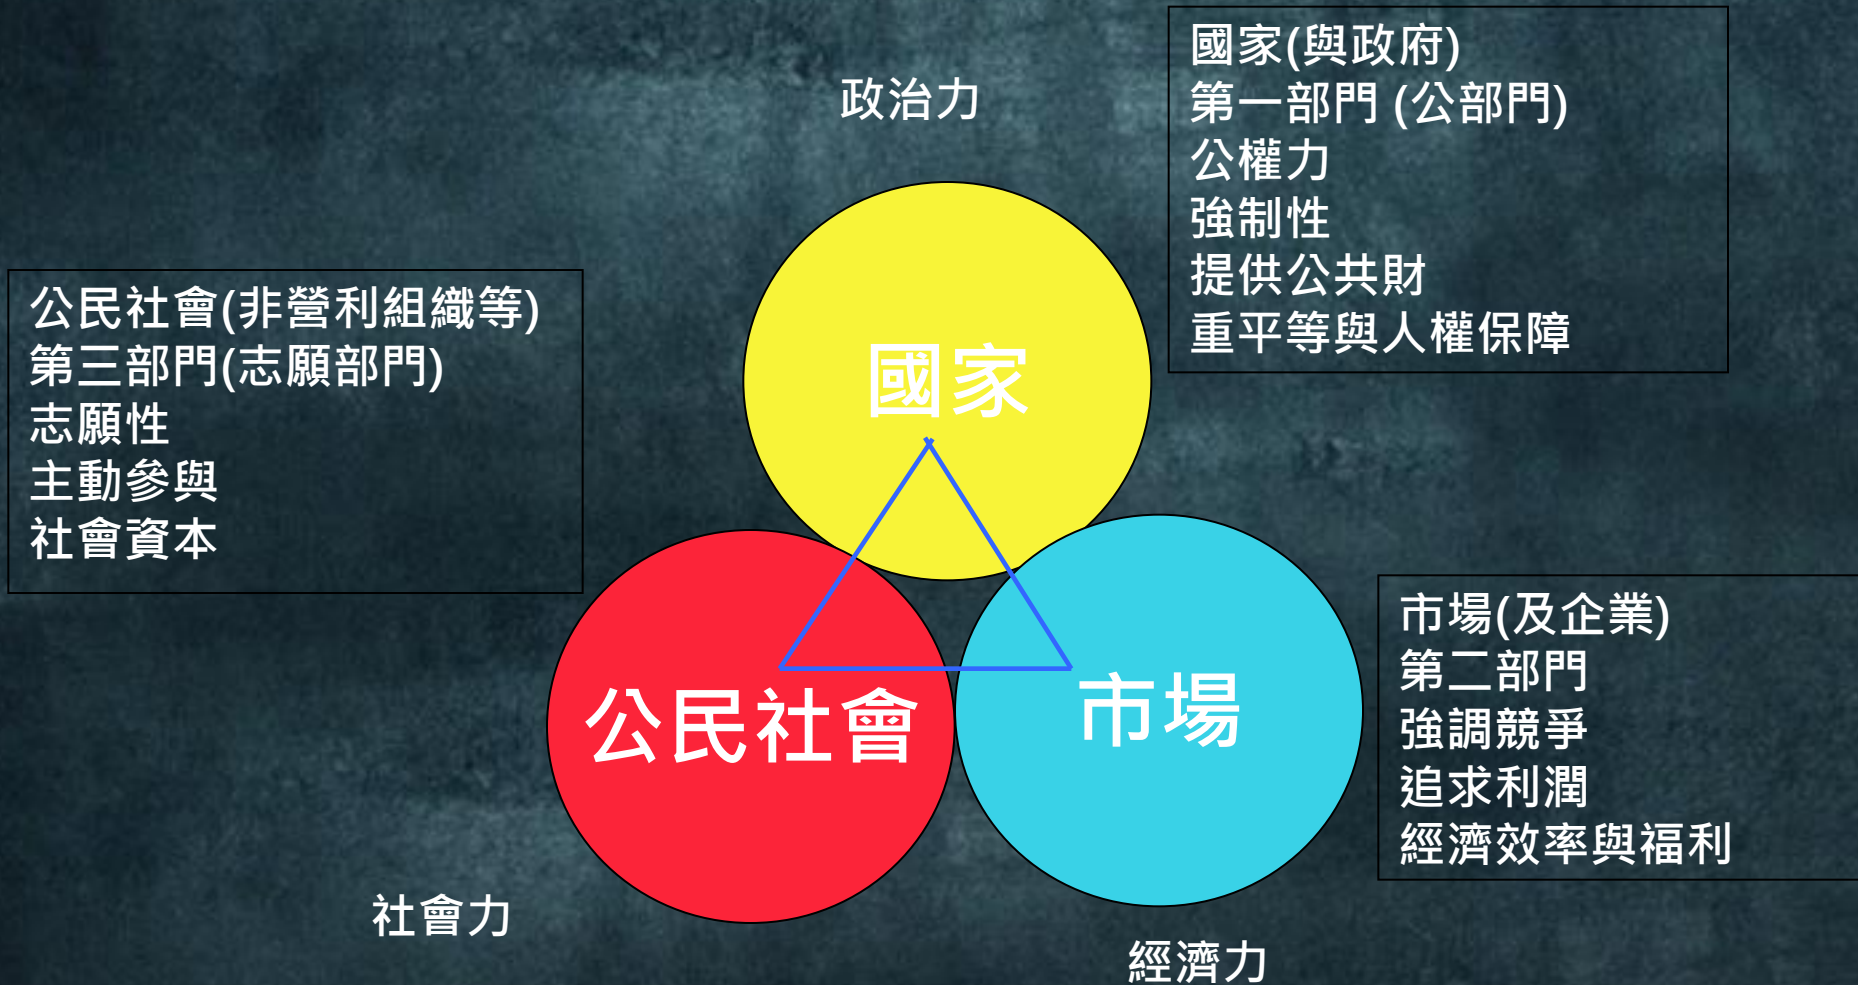 政治力
國家(與政府)
第一部門 (公部門)
公權力
強制性
提供公共財
重平等與人權保障
公民社會(非營利組織等)
第三部門(志願部門)
志願性
主動參與
社會資本
國家
公民社會
市場
市場(及企業)
第二部門
強調競爭
追求利潤
經濟效率與福利
社會力
經濟力